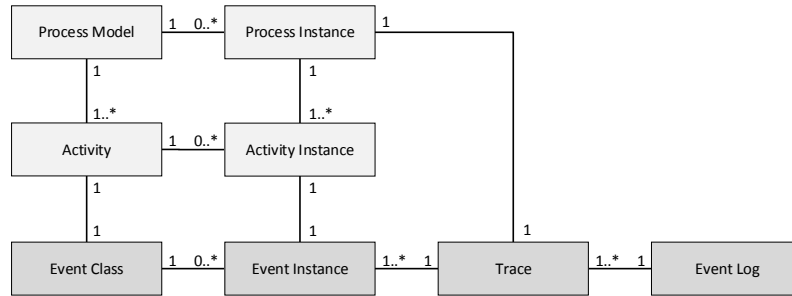 Process Model 1 0..* Process Instance 1
1 1
1..* 1..*
Activity 1 0..* Activity Instance
1 1
1 1 1
Event Class 1 0..* Event Instance 1..* 1 Trace 1..* 1 Event Log